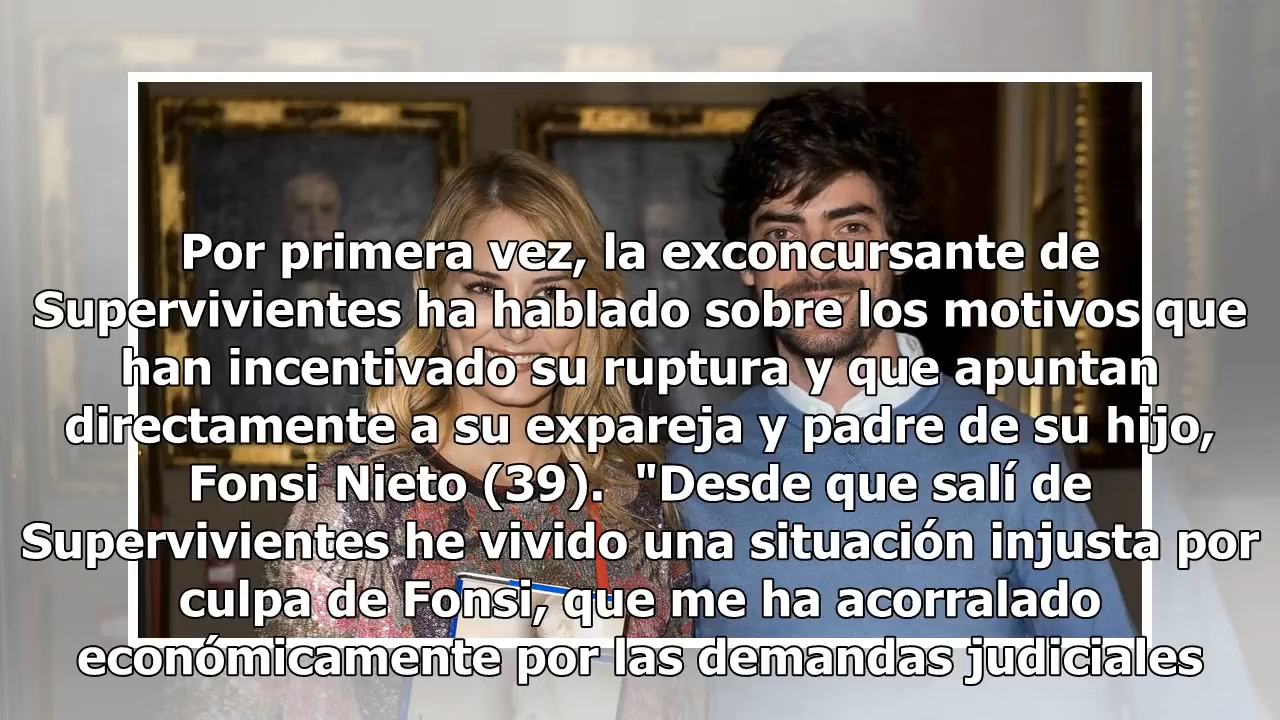 Por primera vez, la exconcursante de
Supervivientes ha hablado sobre los motivos que
han incentivado su ruptura y que apuntan
directamente a su expareja y padre de su hijo,
Fonsi Nieto (39).  "Desde que salí de
Supervivientes he vivido una situación injusta por
culpa de Fonsi, que me ha acorralado
económicamente por las demandas judiciales